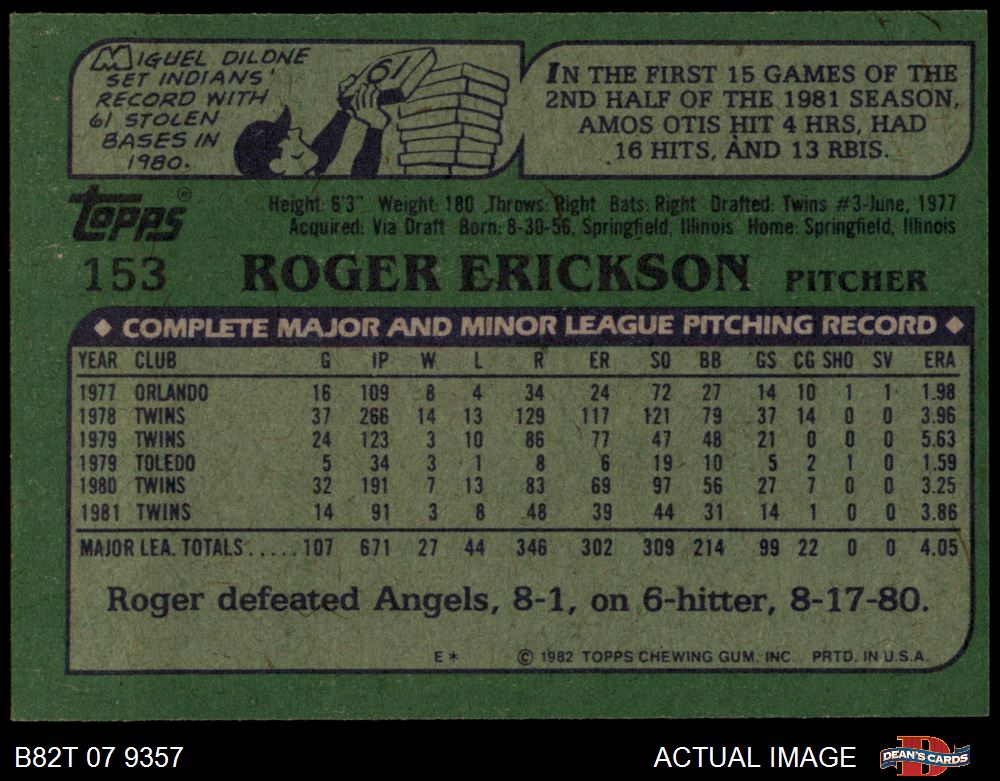 MIGUEL DILONE
SET INDIANS'
RECORD WITH
61 STOLEN
BASES IN
1980.
61
IN THE FIRST 15 GAMES OF THE
2ND HALF OF THE 1981 SEASON,
AMOS OTIS HIT 4 HRS, HAD
16 HITS, AND 13 RBIS.
TOPPS®
Height: 6'3" Weight: 180 Throws: Right Bats: Right Drafted: Twins #3-June, 1977
Acquired: Via Draft Born: 8-30-56, Springfield, Illinois Home: Springfield, Illinois
153 ROGER ERICKSON PITCHER
◆ COMPLETE MAJOR AND MINOR LEAGUE PITCHING RECORD ◆
YEAR CLUB G IP W L R ER SO BB GS CG SHO SV ERA
1977 ORLANDO 16 109 8 4 34 24 72 27 14 10 1 1 1.98
1978 TWINS 37 266 14 13 129 117 121 79 37 14 0 0 3.96
1979 TWINS 24 123 3 10 86 77 47 48 21 0 0 0 5.63
1979 TOLEDO 5 34 3 1 8 6 19 10 5 2 1 0 1.59
1980 TWINS 32 191 7 13 83 69 97 56 27 7 0 0 3.25
1981 TWINS 14 91 3 8 48 39 44 31 14 1 0 0 3.86
MAJOR LEA. TOTALS..... 107 671 27 44 346 302 309 214 99 22 0 0 4.05
Roger defeated Angels, 8-1, on 6-hitter, 8-17-80.
E* © 1982 TOPPS CHEWING GUM, INC. PRTD. IN U.S.A.
B82T 07 9357 ACTUAL IMAGE DEAN'S CARDS